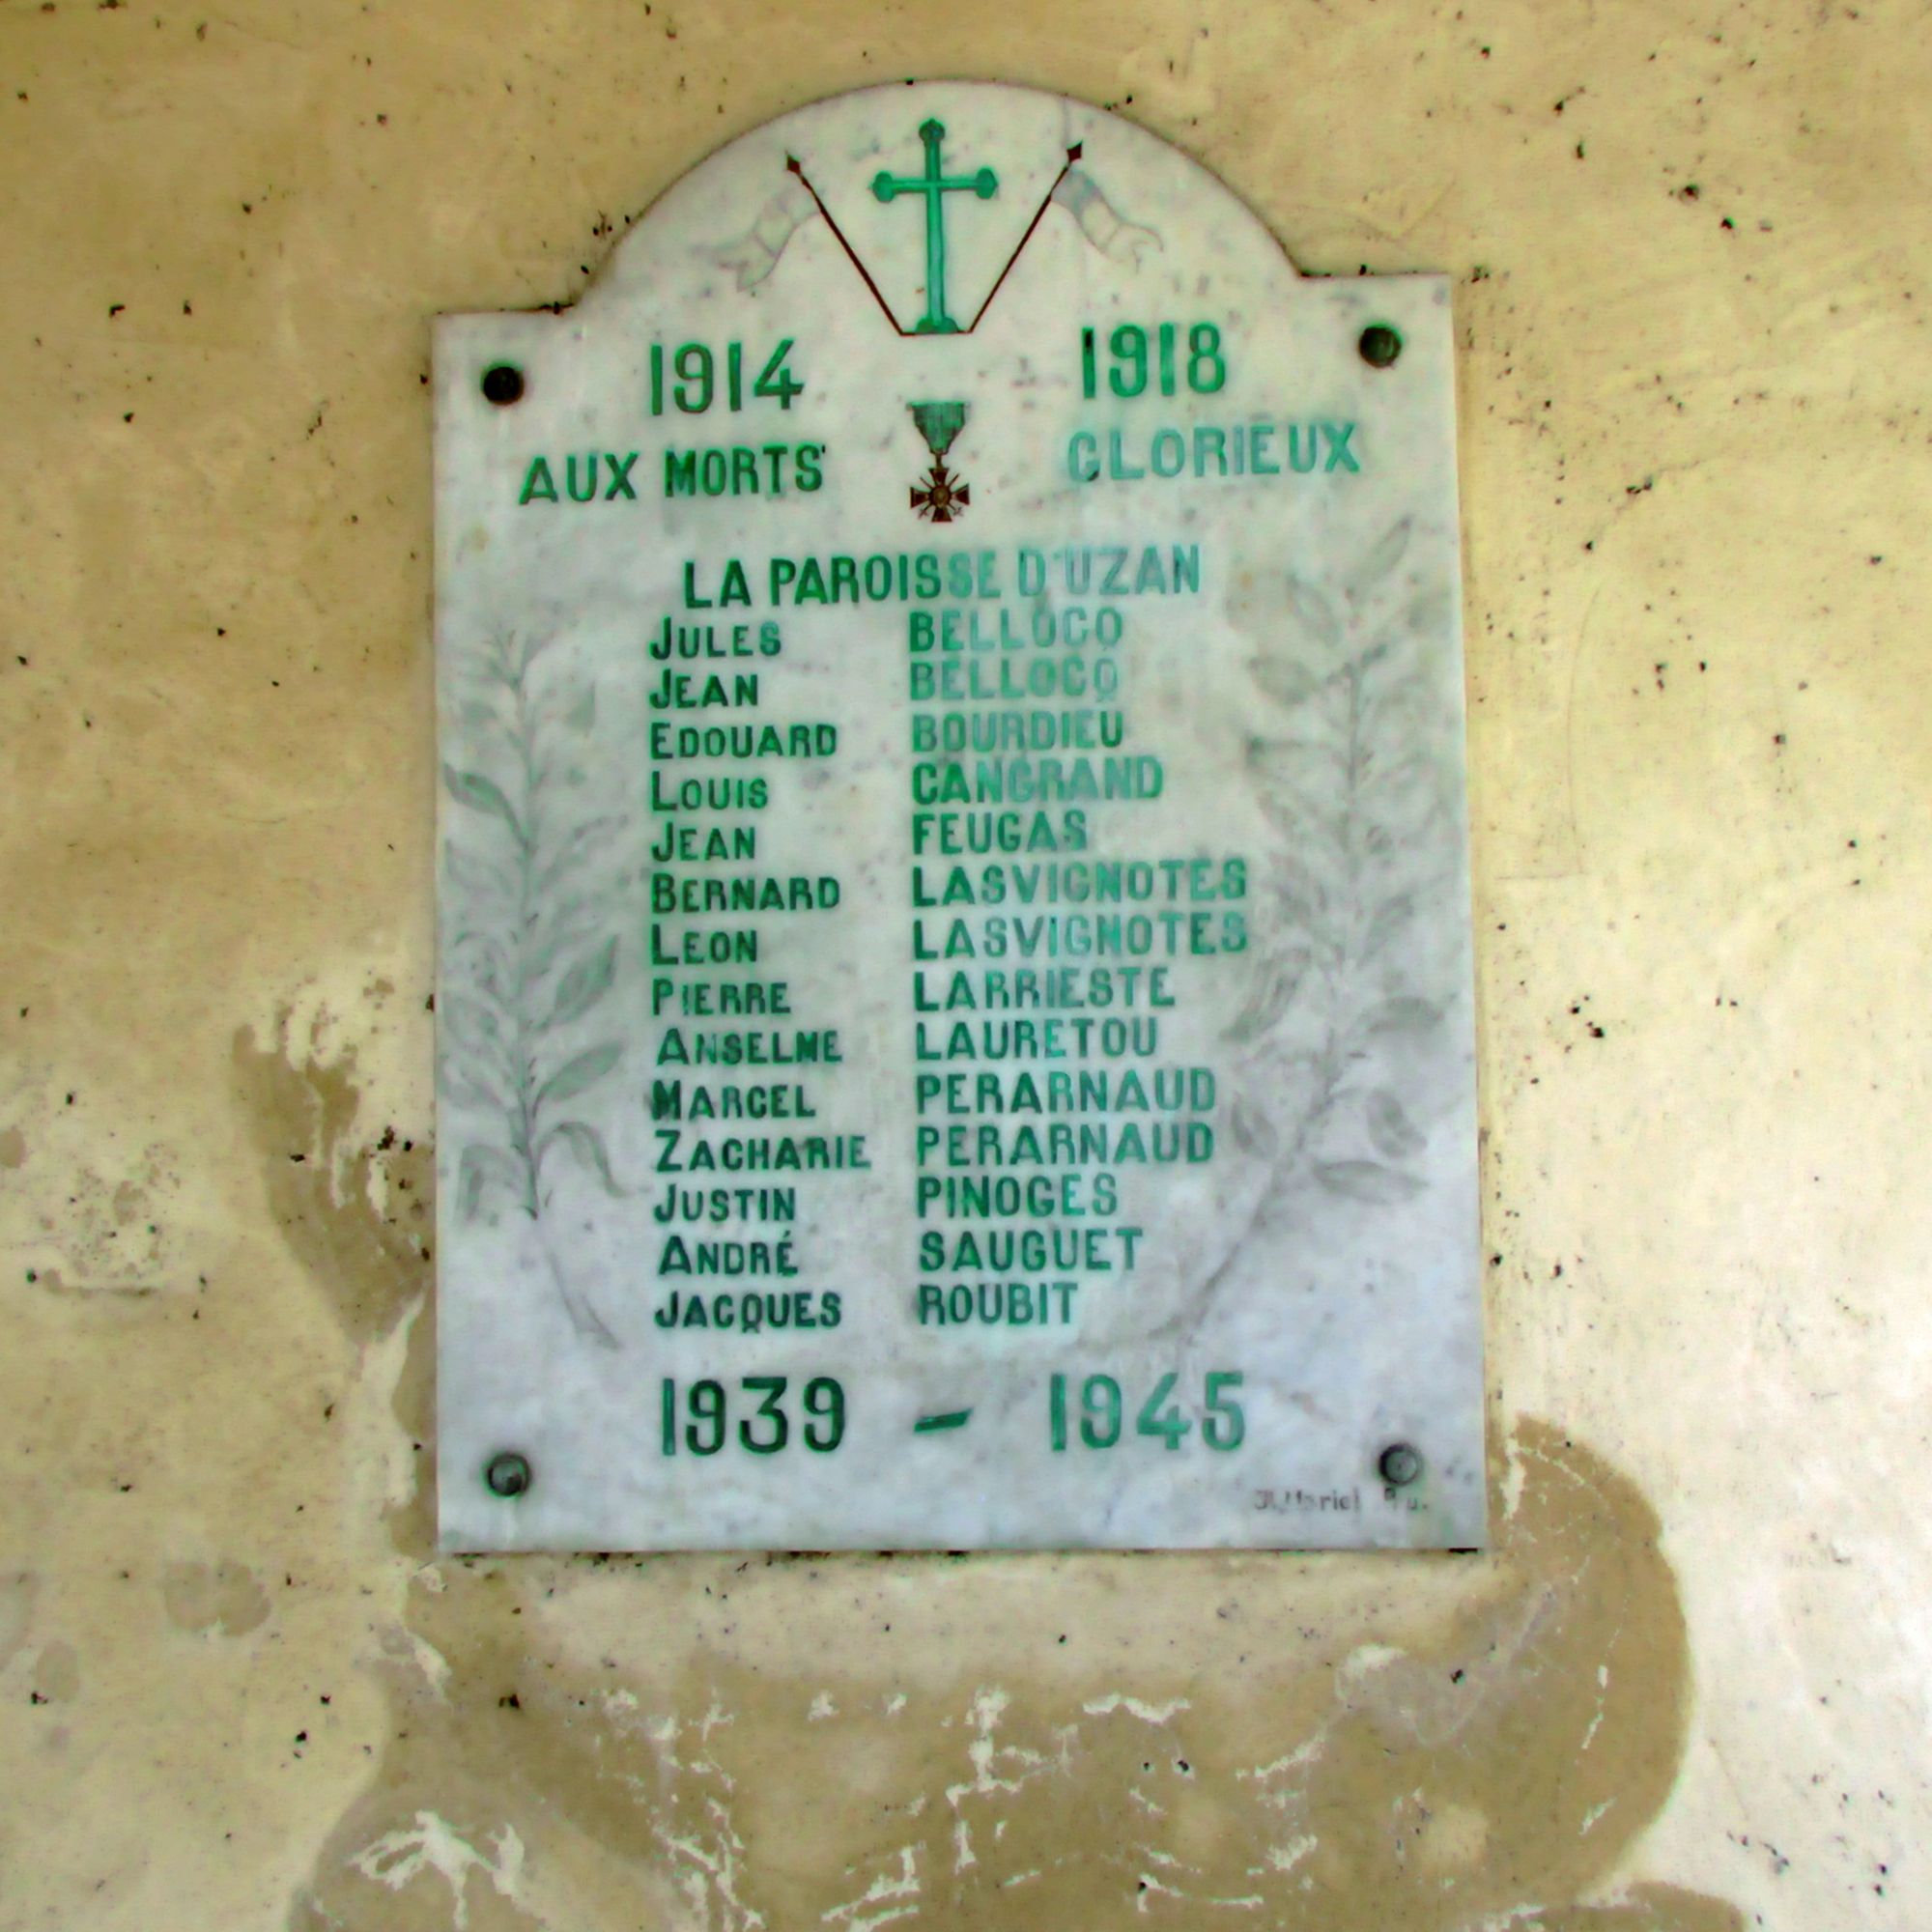 1914 1918
AUX MORTS GLORIEUX
LA PAROISSE D'UZAN
JULES BELLOCQ
JEAN BELLOCQ
EDOUARD BOURDIEU
LOUIS CANGRAND
JEAN FEUGAS
BERNARD LASVIGNOTES
LEON LASVIGNOTES
PIERRE LARRIESTE
ANSELME LAURETOU
MARCEL PERARNAUD
ZACHARIE PERARNAUD
JUSTIN PINOGES
ANDRÉ SAUGUET
JACQUES ROUBIT
1939 - 1945